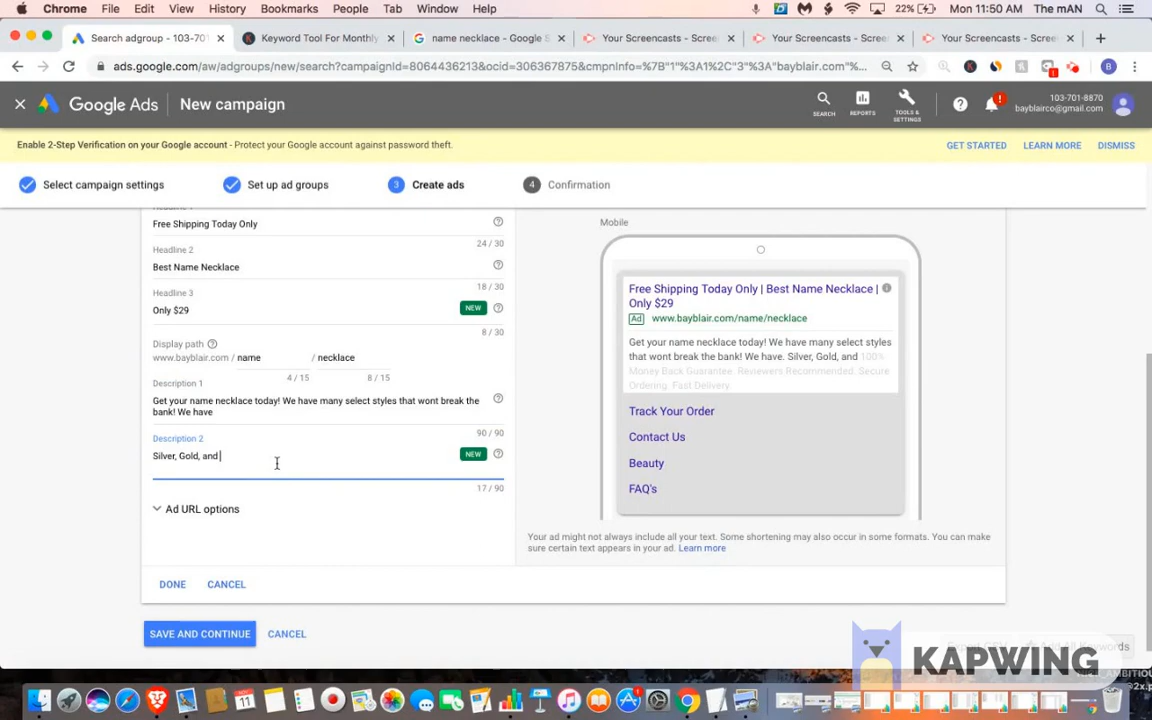 Chrome File Edit View History Bookmarks People Tab Window Help 22% Mon 11:50 AM The mAN
Search adgroup - 103-701 Keyword Tool For Monthly name necklace - Google S Your Screencasts - Scree Your Screencasts - Scree Your Screencasts - Scree
ads.google.com/aw/adgroups/new/search?campaignId=8064436213&ocid=306367875&cmpnInfo=%7B"1"%3A1%2C"3"%3A"bayblair.com"%...
Google Ads New campaign
SEARCH REPORTS TOOLS & SETTINGS
103-701-8870
bayblairco@gmail.com
Enable 2-Step Verification on your Google account - Protect your Google account against password theft. GET STARTED LEARN MORE DISMISS
Select campaign settings Set up ad groups 3 Create ads 4 Confirmation
Free Shipping Today Only
24 / 30
Headline 2
Best Name Necklace
18 / 30
Headline 3
Only $29
NEW
8 / 30
Display path
www.bayblair.com / name / necklace
4 / 15 8 / 15
Description 1
Get your name necklace today! We have many select styles that wont break the
bank! We have
90 / 90
Description 2
Silver, Gold, and
NEW
17 / 90
Ad URL options
DONE CANCEL
SAVE AND CONTINUE CANCEL
Mobile
Free Shipping Today Only | Best Name Necklace |
Only $29
Ad www.bayblair.com/name/necklace
Get your name necklace today! We have many select styles
that wont break the bank! We have. Silver, Gold, and 100%
Money Back Guarantee. Reviewers Recommended. Secure
Ordering. Fast Delivery.
Track Your Order
Contact Us
Beauty
FAQ's
Your ad might not always include all your text. Some shortening may also occur in some formats. You can make
sure certain text appears in your ad. Learn more
KAPWING